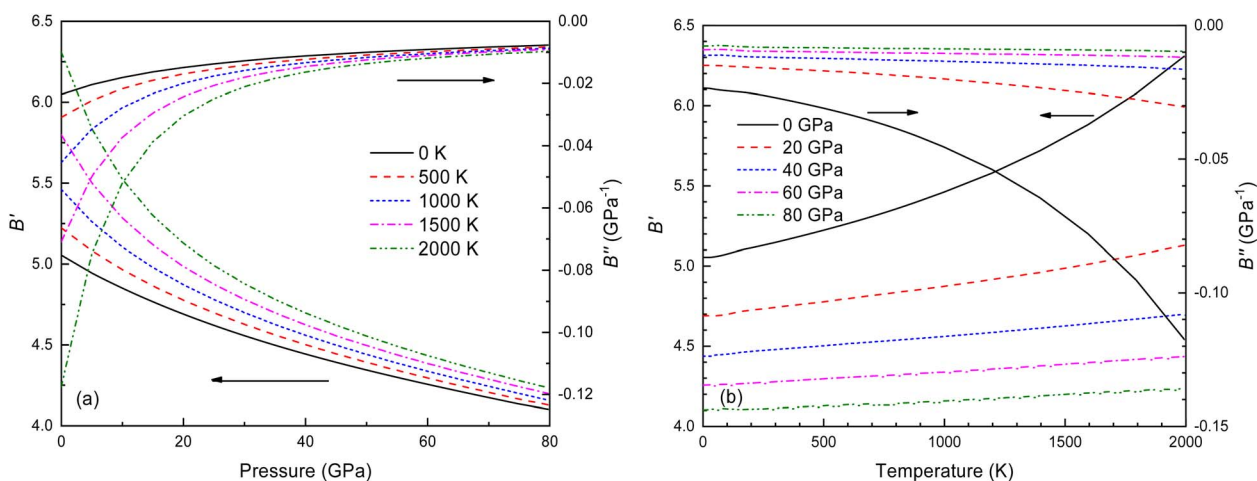 6.5
6.0
5.5
5.0
4.5
4.0
B′
0
20
40
60
80
Pressure (GPa)
0.00
-0.02
-0.04
-0.06
-0.08
-0.10
-0.12
B″ (GPa-1)
0 K
500 K
1000 K
1500 K
2000 K
(a)
6.5
6.0
5.5
5.0
4.5
4.0
B′
0
500
1000
1500
2000
Temperature (K)
0.00
-0.05
-0.10
-0.15
B″ (GPa-1)
0 GPa
20 GPa
40 GPa
60 GPa
80 GPa
(b)